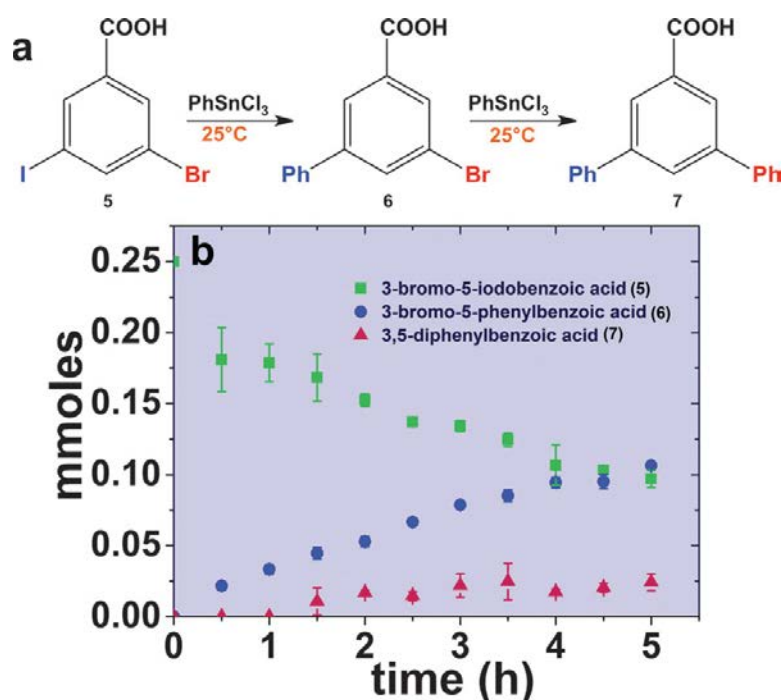 a
COOH
COOH
COOH
PhSnCl3
25°C
PhSnCl3
25°C
I
Br
Ph
Br
Ph
Ph
5
6
7
b
3-bromo-5-iodobenzoic acid (5)
3-bromo-5-phenylbenzoic acid (6)
3,5-diphenylbenzoic acid (7)
mmoles
0.25
0.20
0.15
0.10
0.05
0.00
0 1 2 3 4 5
time (h)